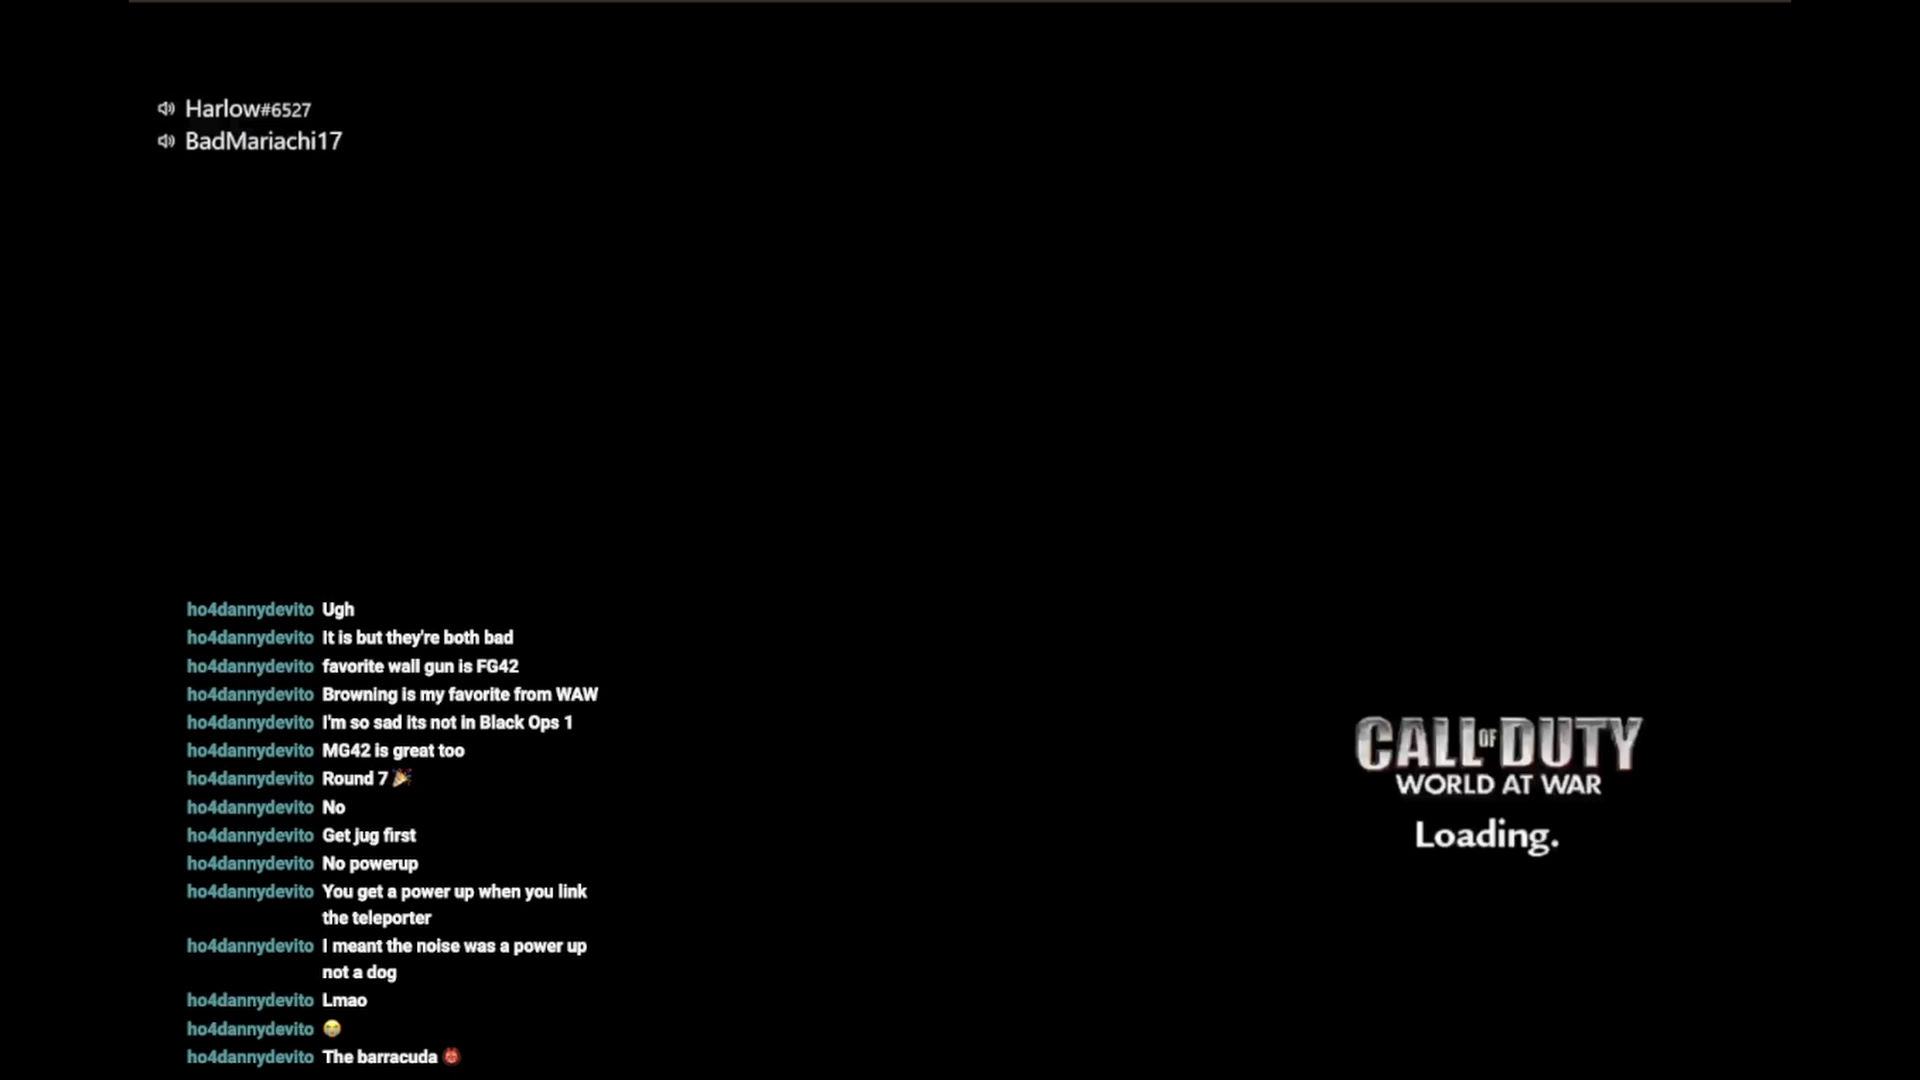 Harlow#6527
BadMariachi17
ho4dannydevito Ugh
ho4dannydevito It is but they're both bad
ho4dannydevito favorite wall gun is FG42
ho4dannydevito Browning is my favorite from WAW
ho4dannydevito I'm so sad its not in Black Ops 1
ho4dannydevito MG42 is great too
ho4dannydevito Round 7 🎉
ho4dannydevito No
ho4dannydevito Get jug first
ho4dannydevito No powerup
ho4dannydevito You get a power up when you link
the teleporter
ho4dannydevito I meant the noise was a power up
not a dog
ho4dannydevito Lmao
ho4dannydevito 😭
ho4dannydevito The barracuda 👹
CALL OF DUTY
WORLD AT WAR
Loading.